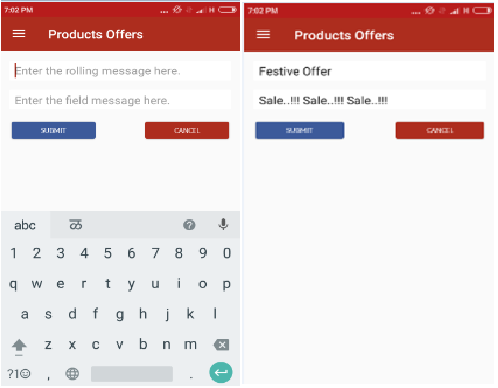 7:02 PM
Products Offers
Enter the rolling message here.
Enter the field message here.
SUBMIT CANCEL
abc
1 2 3 4 5 6 7 8 9 0
q w e r t y u i o p
a s d f g h j k l
z x c v b n m
?1☺ , .
7:02 PM
Products Offers
Festive Offer
Sale..!!! Sale..!!! Sale..!!!
SUBMIT CANCEL